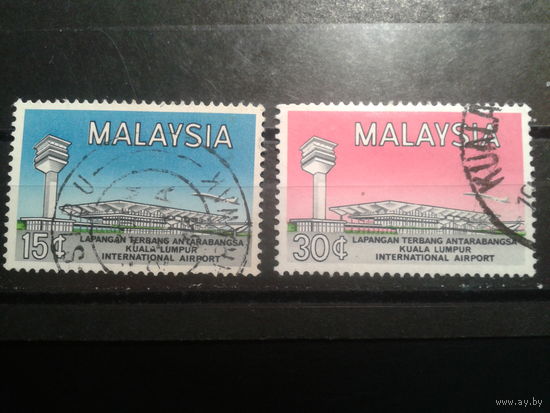 MALAYSIA
15¢ LAPANGAN TERBANG ANTARABANGSA
KUALA LUMPUR
INTERNATIONAL AIRPORT
MALAYSIA
30¢ LAPANGAN TERBANG ANTARABANGSA
KUALA LUMPUR
INTERNATIONAL AIRPORT
KUALA
© www.ay.by